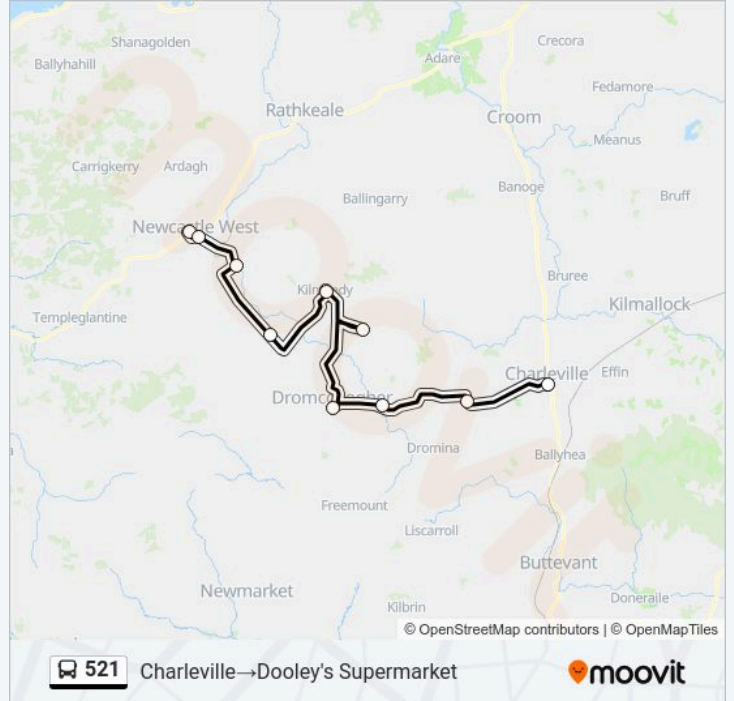 Shanagolden
Crecora
Ballyhahill
Adare
Fedamore
Rathkeale
Croom
Meanus
Carrigkerry
Ardagh
Banoge
Ballingarry
Bruff
Newcastle West
Bruree
Kilmallock
Templeglantine
Charleville
Effin
Dromina
Ballyhea
Freemount
Liscarroll
Buttevant
Newmarket
Doneraile
Kilbrin
© OpenStreetMap contributors | © OpenMapTiles
521 Charleville→Dooley's Supermarket
moovit